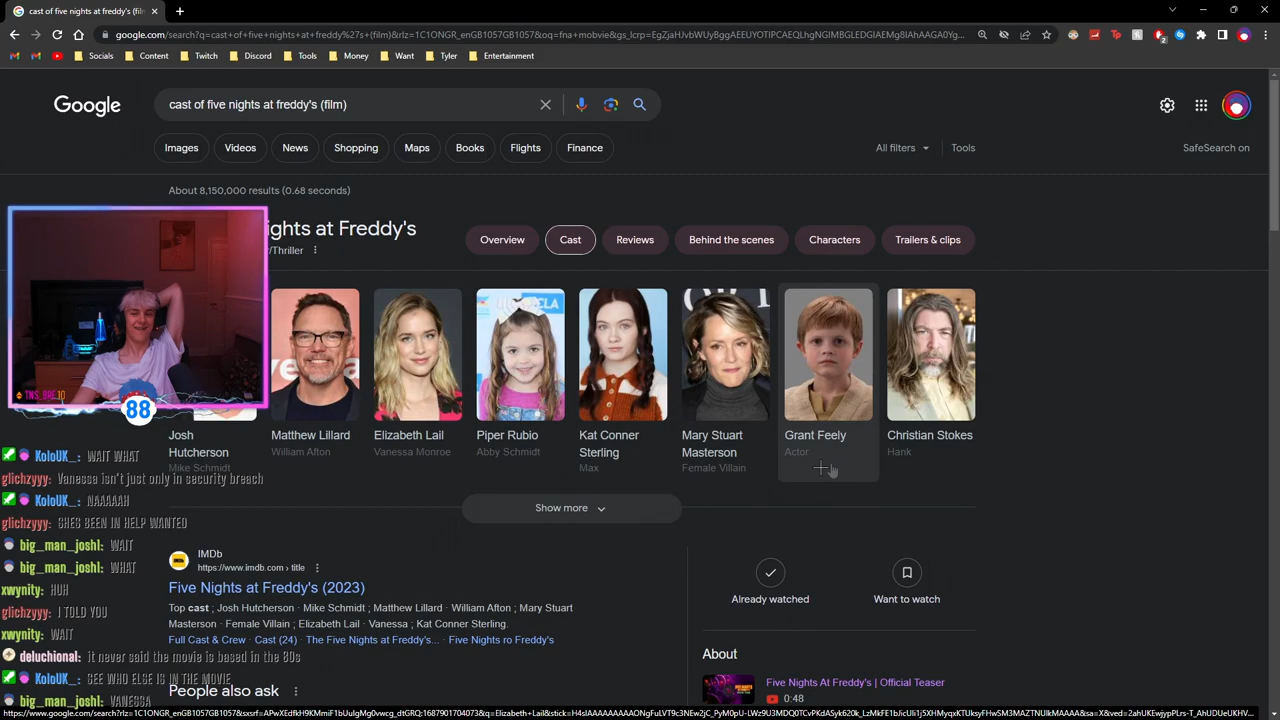 cast of five nights at freddy's (film
google.com/search?q=cast+of+five+nights+at+freddy%27s+(film)&rlz=1C1ONGR_enGB1057GB1057&oq=fna+mobvie&gs_lcrp=
Socials
Content
Twitch
Discord
Tools
Money
Want
Tyler
Entertainment
Google
cast of five nights at freddy's (film)
Images
Videos
News
Shopping
Maps
Books
Flights
Finance
All filters
Tools
SafeSearch on
About 8,150,000 results (0.68 seconds)
ights at Freddy's
/Thriller
Overview
Cast
Reviews
Behind the scenes
Characters
Trailers & clips
88
Josh
Hutcherson
Mike Schmidt
Matthew Lillard
William Afton
Elizabeth Lail
Vanessa Monroe
Piper Rubio
Abby Schmidt
Kat Conner
Sterling
Max
Mary Stuart
Masterson
Female Villain
Grant Feely
Actor
Christian Stokes
Hank
Show more
KoloUK_: WAIT WHAT
glichzyyy: Vanessa isn't just only in security breach
KoloUK_: NAAAAAH
glichzyyy: SHES BEEN IN HELP WANTED
big_man_joshl: WAIT
big_man_joshl: WHAT
xwynity: HUH
glichzyyy: I TOLD YOU
xwynity: WAIT
deluchional: it never said the movie is based in the 80s
KoloUK_: SEE WHO ELSE IS IN THE MOVIE
big_man_joshl: VANESSA
IMDb
https://www.imdb.com › title
Five Nights at Freddy's (2023)
Top cast ; Josh Hutcherson · Mike Schmidt ; Matthew Lillard · William Afton ; Mary Stuart
Masterson · Female Villain ; Elizabeth Lail · Vanessa ; Kat Conner Sterling.
Full Cast & Crew · Cast (24) · The Five Nights at Freddy's... · Five Nights ro Freddy's
People also ask
Already watched
Want to watch
About
Five Nights At Freddy's | Official Teaser
0:48